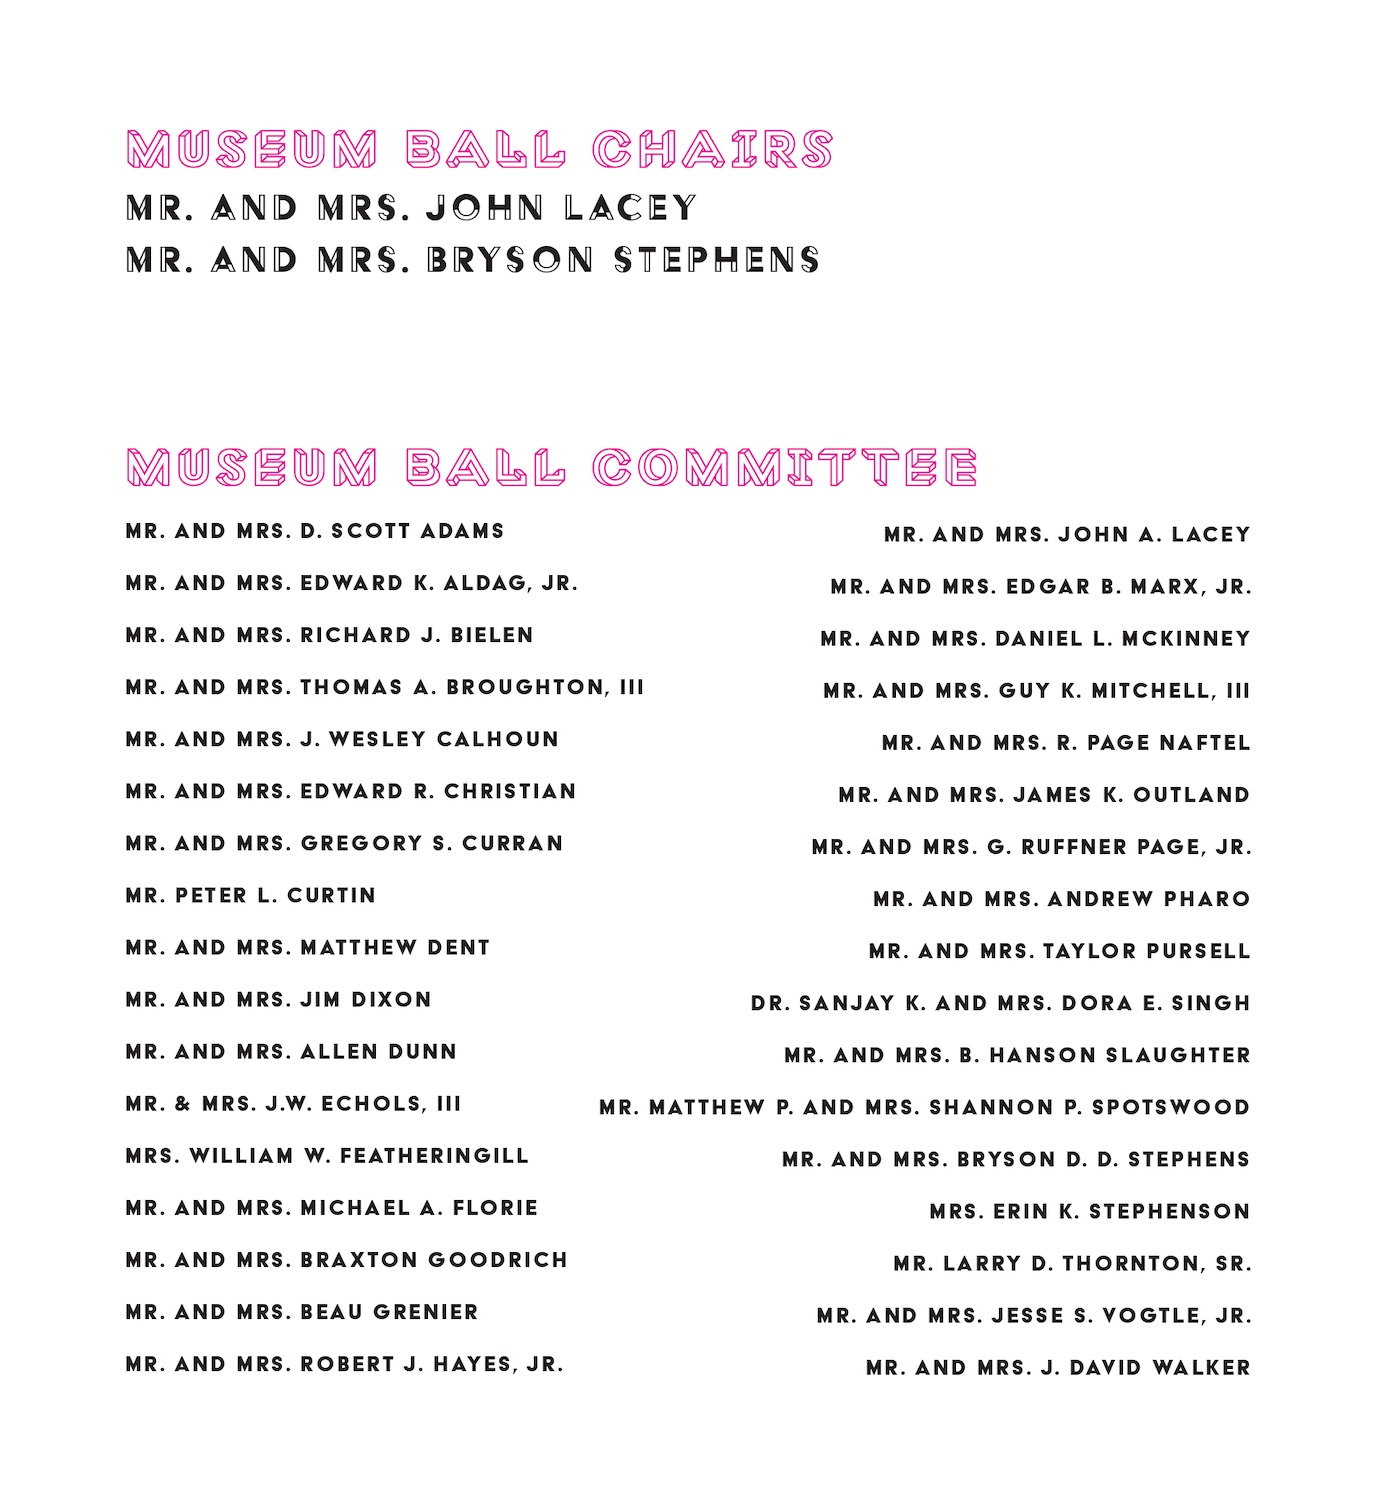 MUSEUM BALL CHAIRS
MR. AND MRS. JOHN LACEY
MR. AND MRS. BRYSON STEPHENS
MUSEUM BALL COMMITTEE
MR. AND MRS. D. SCOTT ADAMS
MR. AND MRS. EDWARD K. ALDAG, JR.
MR. AND MRS. RICHARD J. BIELEN
MR. AND MRS. THOMAS A. BROUGHTON, III
MR. AND MRS. J. WESLEY CALHOUN
MR. AND MRS. EDWARD R. CHRISTIAN
MR. AND MRS. GREGORY S. CURRAN
MR. PETER L. CURTIN
MR. AND MRS. MATTHEW DENT
MR. AND MRS. JIM DIXON
MR. AND MRS. ALLEN DUNN
MR. & MRS. J.W. ECHOLS, III
MRS. WILLIAM W. FEATHERINGILL
MR. AND MRS. MICHAEL A. FLORIE
MR. AND MRS. BRAXTON GOODRICH
MR. AND MRS. BEAU GRENIER
MR. AND MRS. ROBERT J. HAYES, JR.
MR. AND MRS. JOHN A. LACEY
MR. AND MRS. EDGAR B. MARX, JR.
MR. AND MRS. DANIEL L. MCKINNEY
MR. AND MRS. GUY K. MITCHELL, III
MR. AND MRS. R. PAGE NAFTEL
MR. AND MRS. JAMES K. OUTLAND
MR. AND MRS. G. RUFFNER PAGE, JR.
MR. AND MRS. ANDREW PHARO
MR. AND MRS. TAYLOR PURSELL
DR. SANJAY K. AND MRS. DORA E. SINGH
MR. AND MRS. B. HANSON SLAUGHTER
MR. MATTHEW P. AND MRS. SHANNON P. SPOTSWOOD
MR. AND MRS. BRYSON D. D. STEPHENS
MRS. ERIN K. STEPHENSON
MR. LARRY D. THORNTON, SR.
MR. AND MRS. JESSE S. VOGTLE, JR.
MR. AND MRS. J. DAVID WALKER